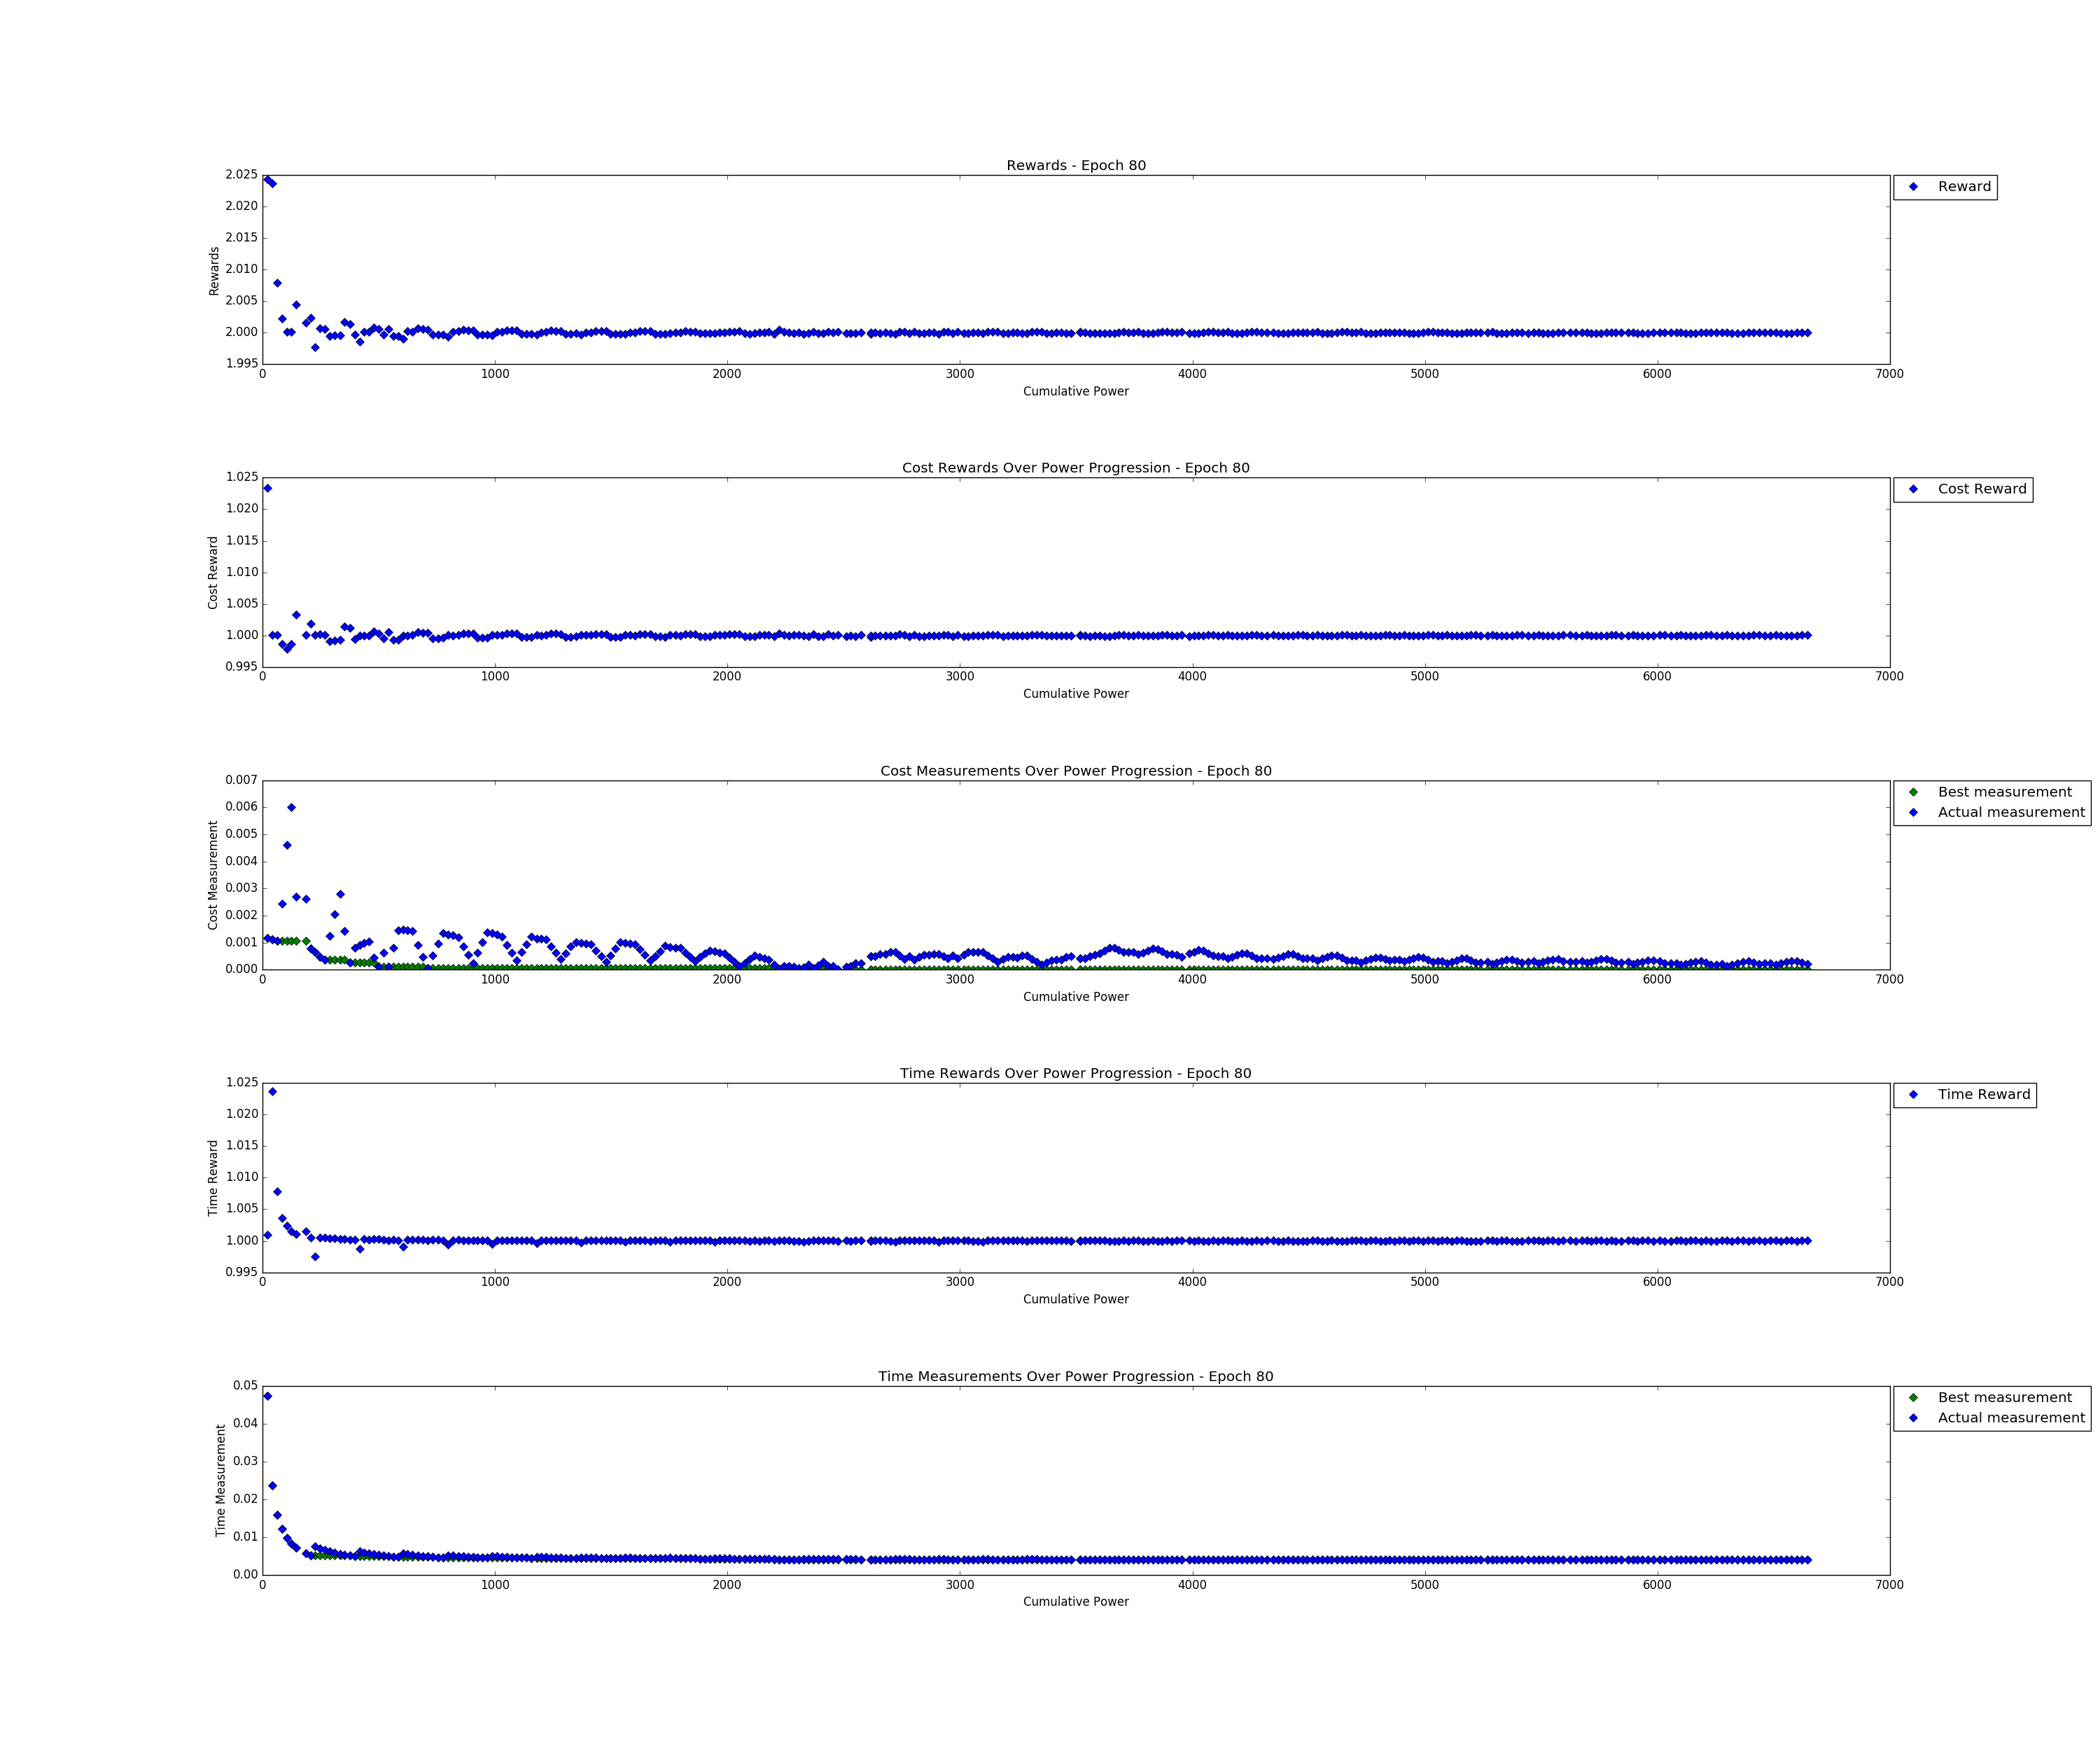 Rewards - Epoch 80
2.025
2.020
2.015
2.010
2.005
2.000
1.995
Rewards
0 1000 2000 3000 4000 5000 6000 7000
Cumulative Power
Reward
Cost Rewards Over Power Progression - Epoch 80
1.025
1.020
1.015
1.010
1.005
1.000
0.995
Cost Reward
0 1000 2000 3000 4000 5000 6000 7000
Cumulative Power
Cost Reward
Cost Measurements Over Power Progression - Epoch 80
0.007
0.006
0.005
0.004
0.003
0.002
0.001
0.000
Cost Measurement
0 1000 2000 3000 4000 5000 6000 7000
Cumulative Power
Best measurement
Actual measurement
Time Rewards Over Power Progression - Epoch 80
1.025
1.020
1.015
1.010
1.005
1.000
0.995
Time Reward
0 1000 2000 3000 4000 5000 6000 7000
Cumulative Power
Time Reward
Time Measurements Over Power Progression - Epoch 80
0.05
0.04
0.03
0.02
0.01
0.00
Time Measurement
0 1000 2000 3000 4000 5000 6000 7000
Cumulative Power
Best measurement
Actual measurement